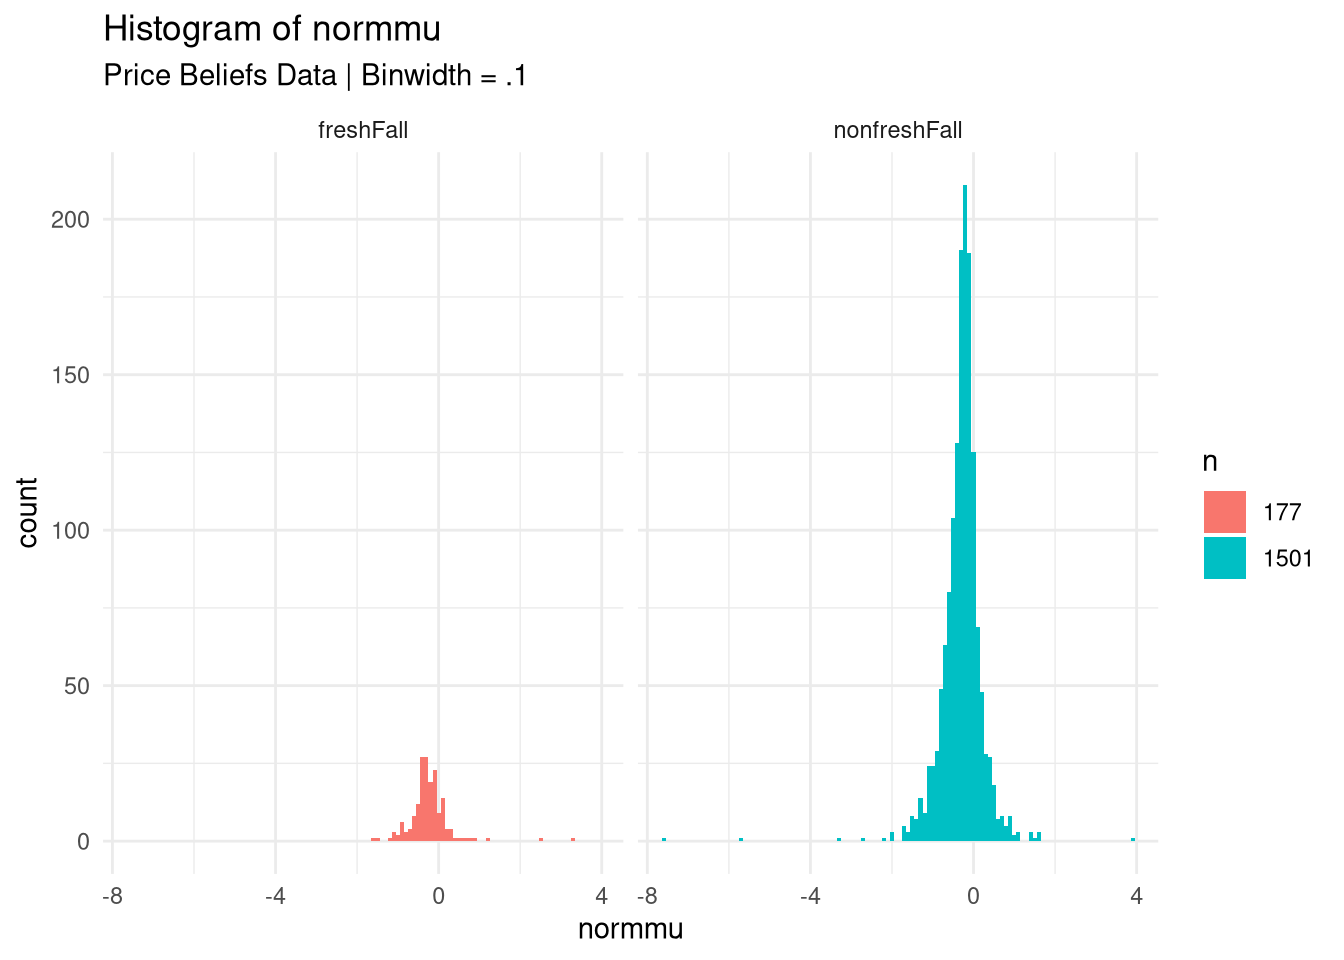 Histogram of normmu
Price Beliefs Data | Binwidth = .1
freshFall
nonfreshFall
200
150
100
50
0
count
-8
-4
0
4
-8
-4
0
4
normmu
n
177
1501